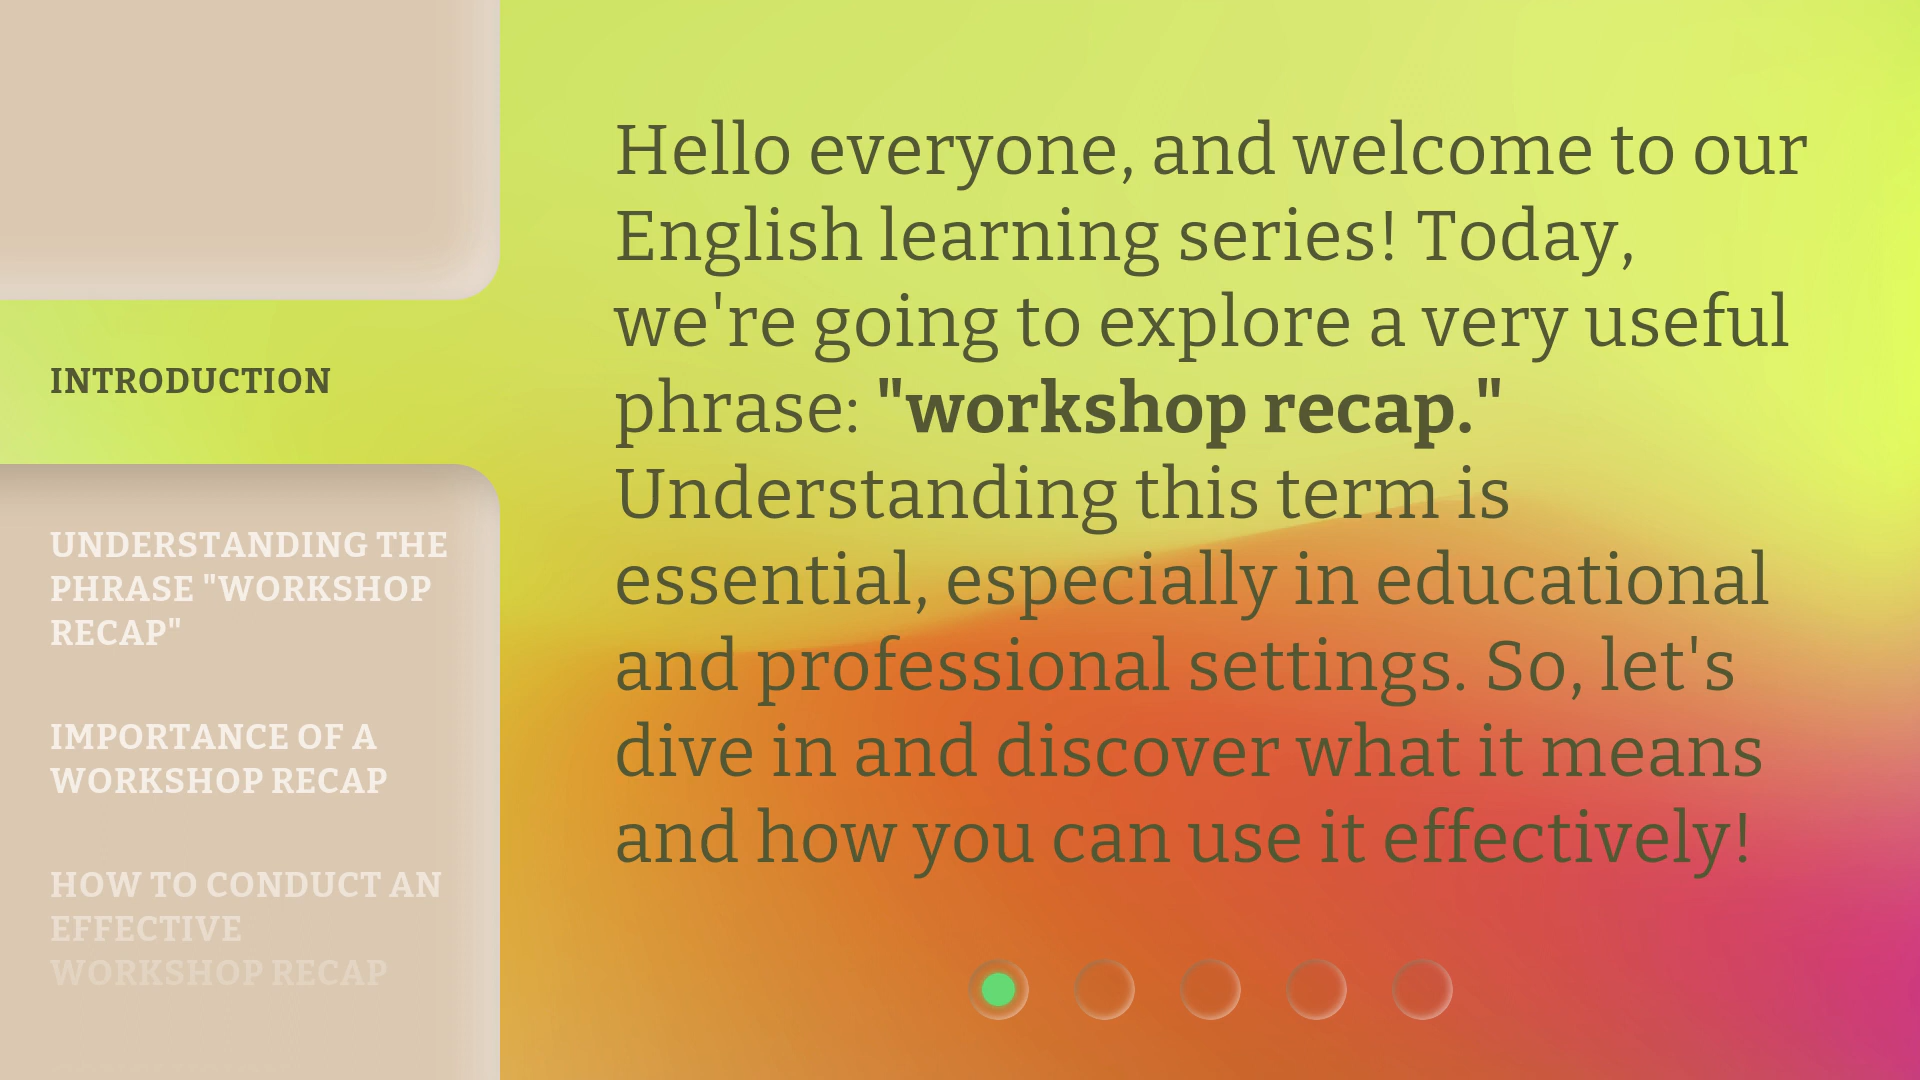 INTRODUCTION
UNDERSTANDING THE
PHRASE "WORKSHOP
RECAP"
IMPORTANCE OF A
WORKSHOP RECAP
HOW TO CONDUCT AN
EFFECTIVE
WORKSHOP RECAP
Hello everyone, and welcome to our
English learning series! Today,
we're going to explore a very useful
phrase: "workshop recap."
Understanding this term is
essential, especially in educational
and professional settings. So, let's
dive in and discover what it means
and how you can use it effectively!